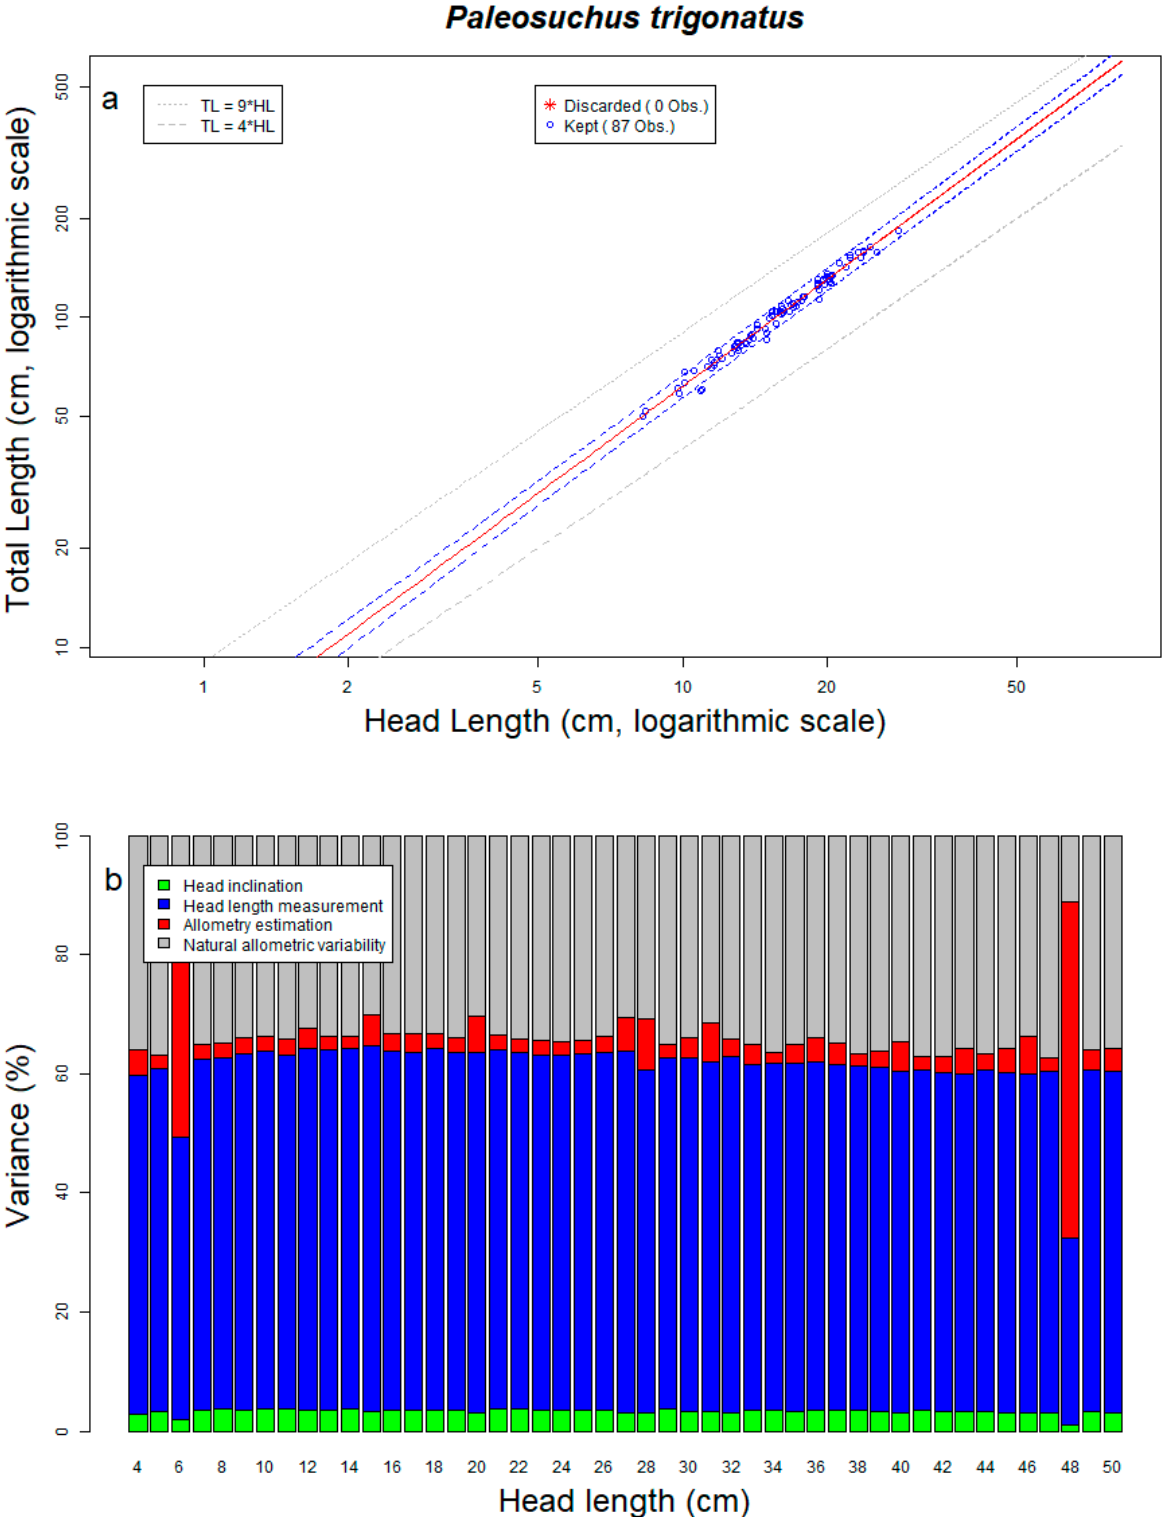 Paleosuchus trigonatus
a
TL = 9*HL
TL = 4*HL
Discarded ( 0 Obs.)
Kept ( 87 Obs.)
Total Length (cm, logarithmic scale)
500
200
100
50
20
10
1 2 5 10 20 50
Head Length (cm, logarithmic scale)
b
Head inclination
Head length measurement
Allometry estimation
Natural allometric variability
Variance (%)
100
80
60
40
20
0
4 6 8 10 12 14 16 18 20 22 24 26 28 30 32 34 36 38 40 42 44 46 48 50
Head length (cm)